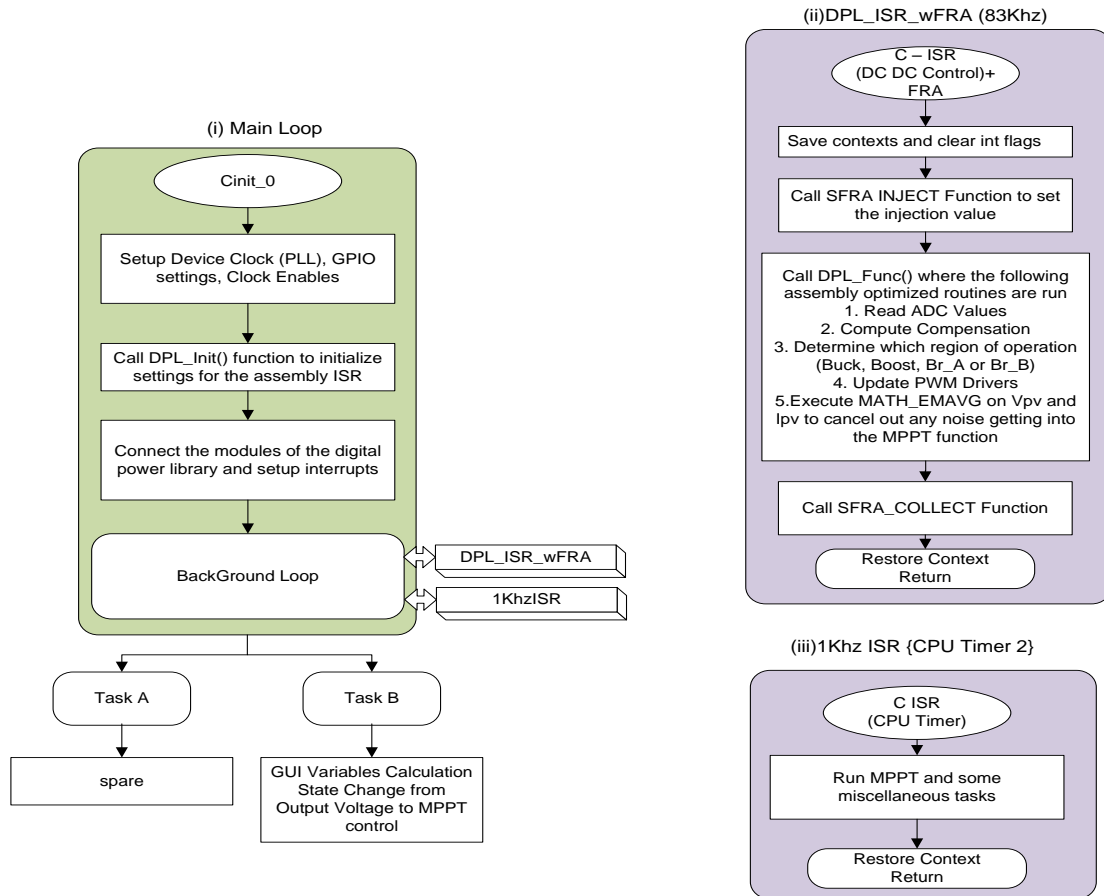 (i) Main Loop
Cinit_0
Setup Device Clock (PLL), GPIO
settings, Clock Enables
Call DPL_Init() function to initialize
settings for the assembly ISR
Connect the modules of the digital
power library and setup interrupts
BackGround Loop
DPL_ISR_wFRA
1KhzISR
Task A
Task B
spare
GUI Variables Calculation
State Change from
Output Voltage to MPPT
control
(ii)DPL_ISR_wFRA (83Khz)
C – ISR
(DC DC Control)+
FRA
Save contexts and clear int flags
Call SFRA INJECT Function to set
the injection value
Call DPL_Func() where the following
assembly optimized routines are run
1. Read ADC Values
2. Compute Compensation
3. Determine which region of operation
(Buck, Boost, Br_A or Br_B)
4. Update PWM Drivers
5.Execute MATH_EMAVG on Vpv and
Ipv to cancel out any noise getting into
the MPPT function
Call SFRA_COLLECT Function
Restore Context
Return
(iii)1Khz ISR {CPU Timer 2}
C ISR
(CPU Timer)
Run MPPT and some
miscellaneous tasks
Restore Context
Return